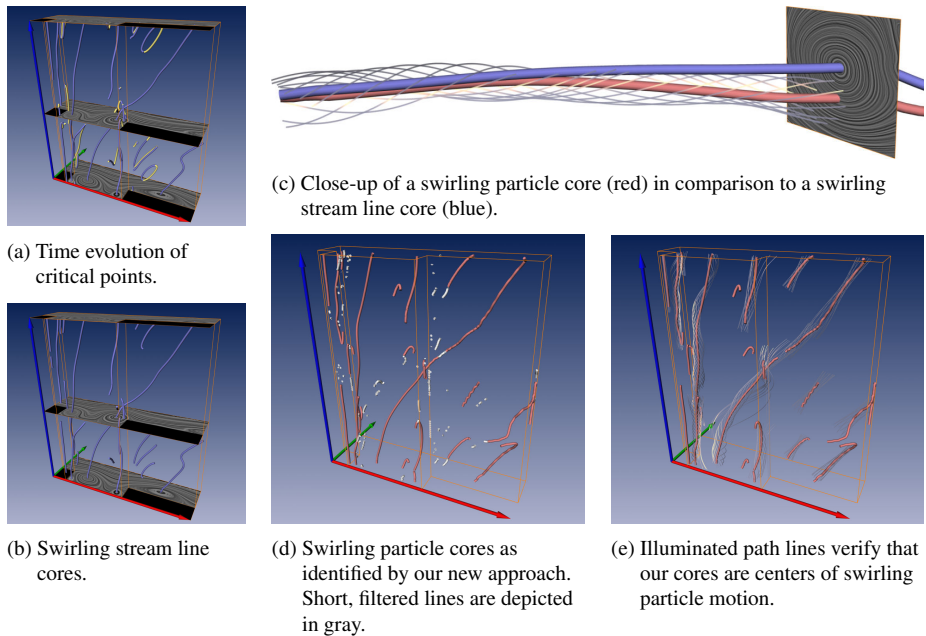 (a) Time evolution of
critical points.
(b) Swirling stream line
cores.
(c) Close-up of a swirling particle core (red) in comparison to a swirling
stream line core (blue).
(d) Swirling particle cores as
identified by our new approach.
Short, filtered lines are depicted
in gray.
(e) Illuminated path lines verify that
our cores are centers of swirling
particle motion.